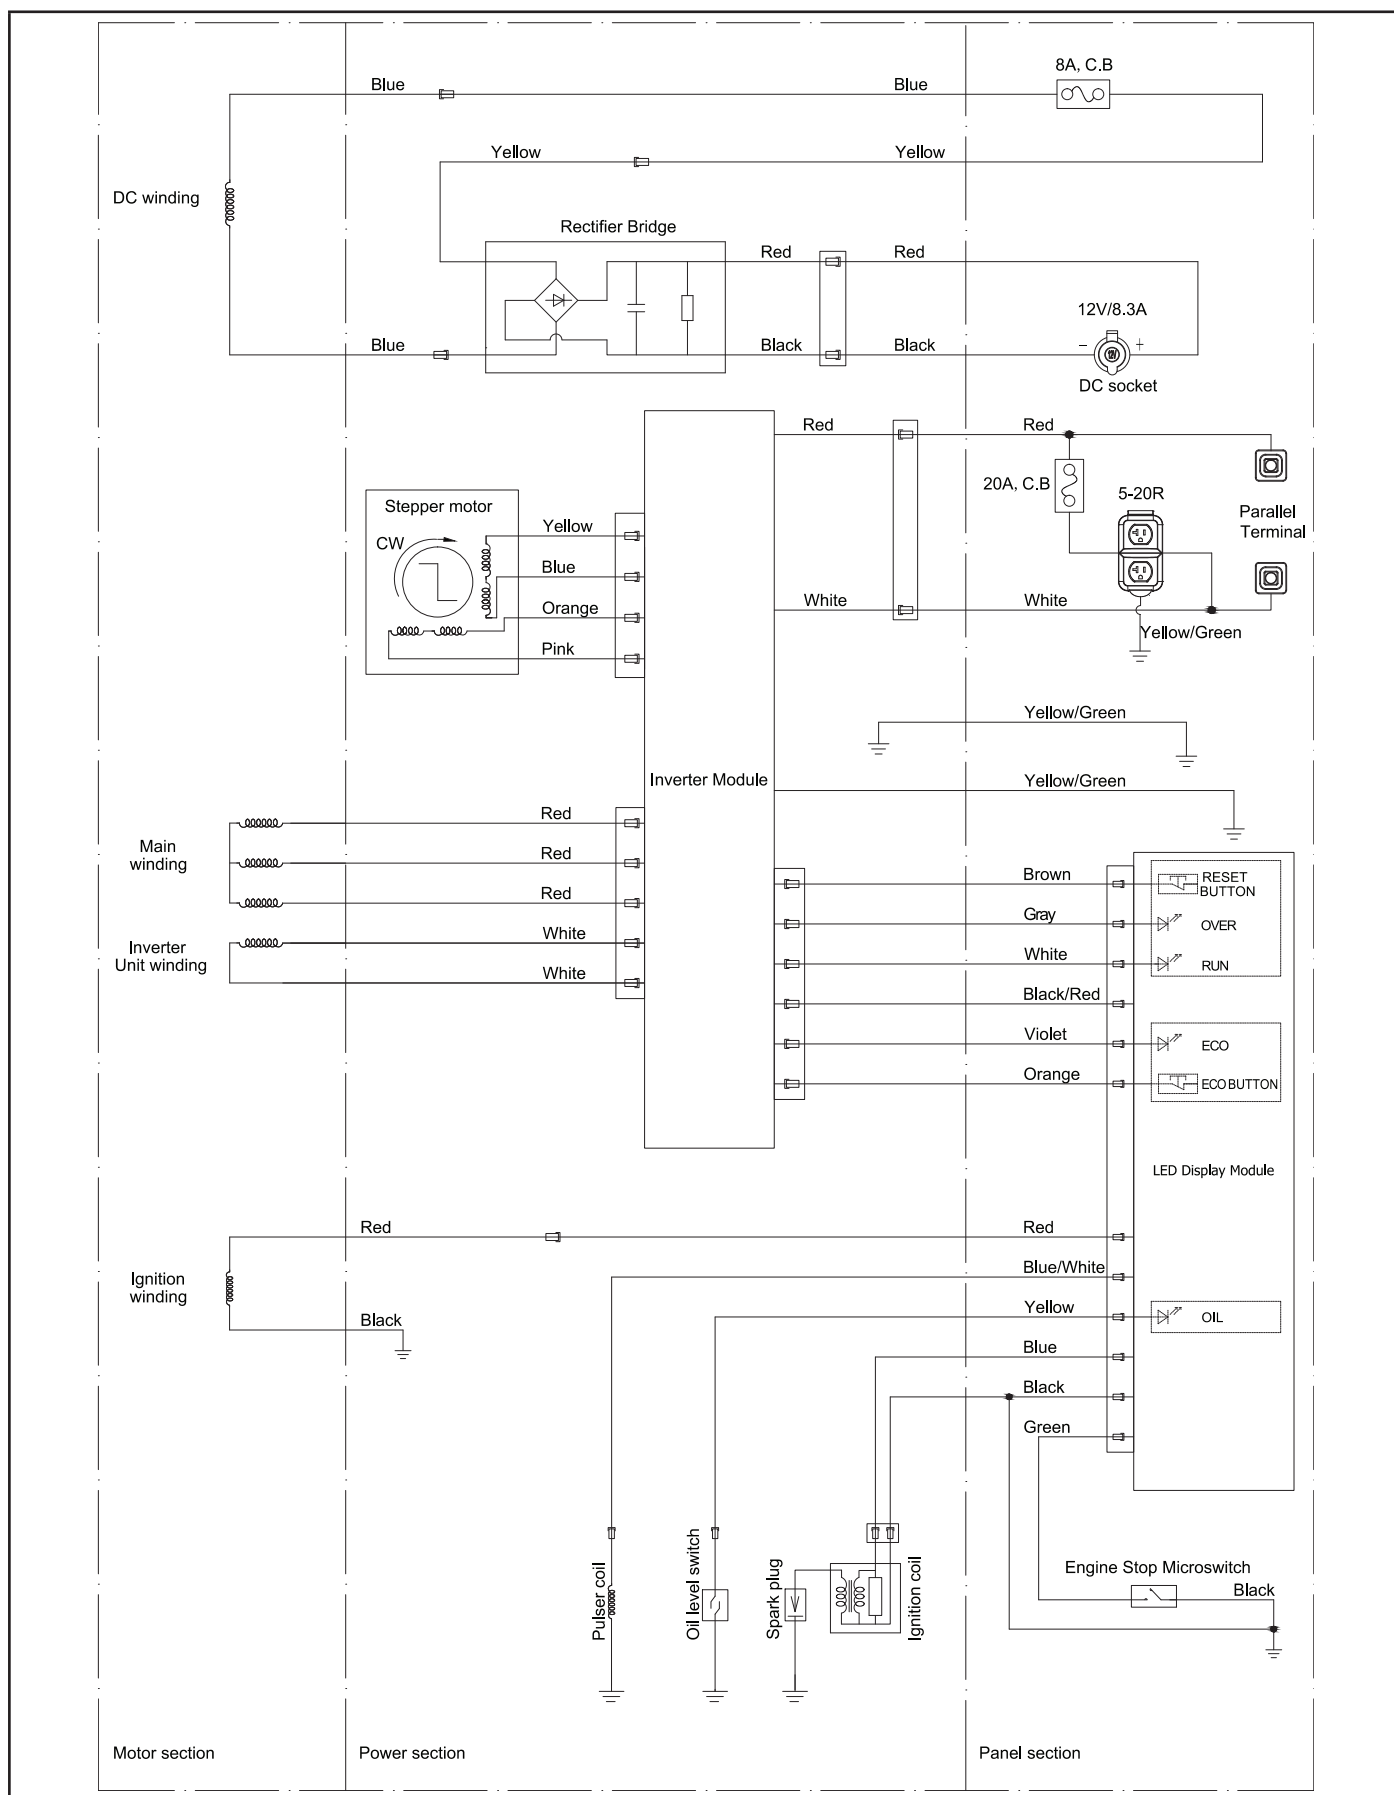 8A, C.B
Blue
Blue
Yellow
Yellow
DC winding
Rectifier Bridge
Red
Red
12V/8.3A
- +
12V
Blue
Black
Black
DC socket
Red
Red
20A, C.B
5-20R
Stepper motor
Parallel
Terminal
Yellow
CW
Blue
Orange
White
White
Yellow/Green
Pink
Yellow/Green
Inverter Module
Yellow/Green
Red
Main
winding
Red
Red
White
Inverter
Unit winding
White
Brown
RESET
BUTTON
Gray
OVER
White
RUN
Black/Red
Violet
ECO
Orange
ECO BUTTON
LED Display Module
Red
Red
Blue/White
Ignition
winding
Yellow
OIL
Black
Blue
Black
Green
Pulser coil
Oil level switch
Spark plug
Ignition coil
Engine Stop Microswitch
Black
Motor section
Power section
Panel section